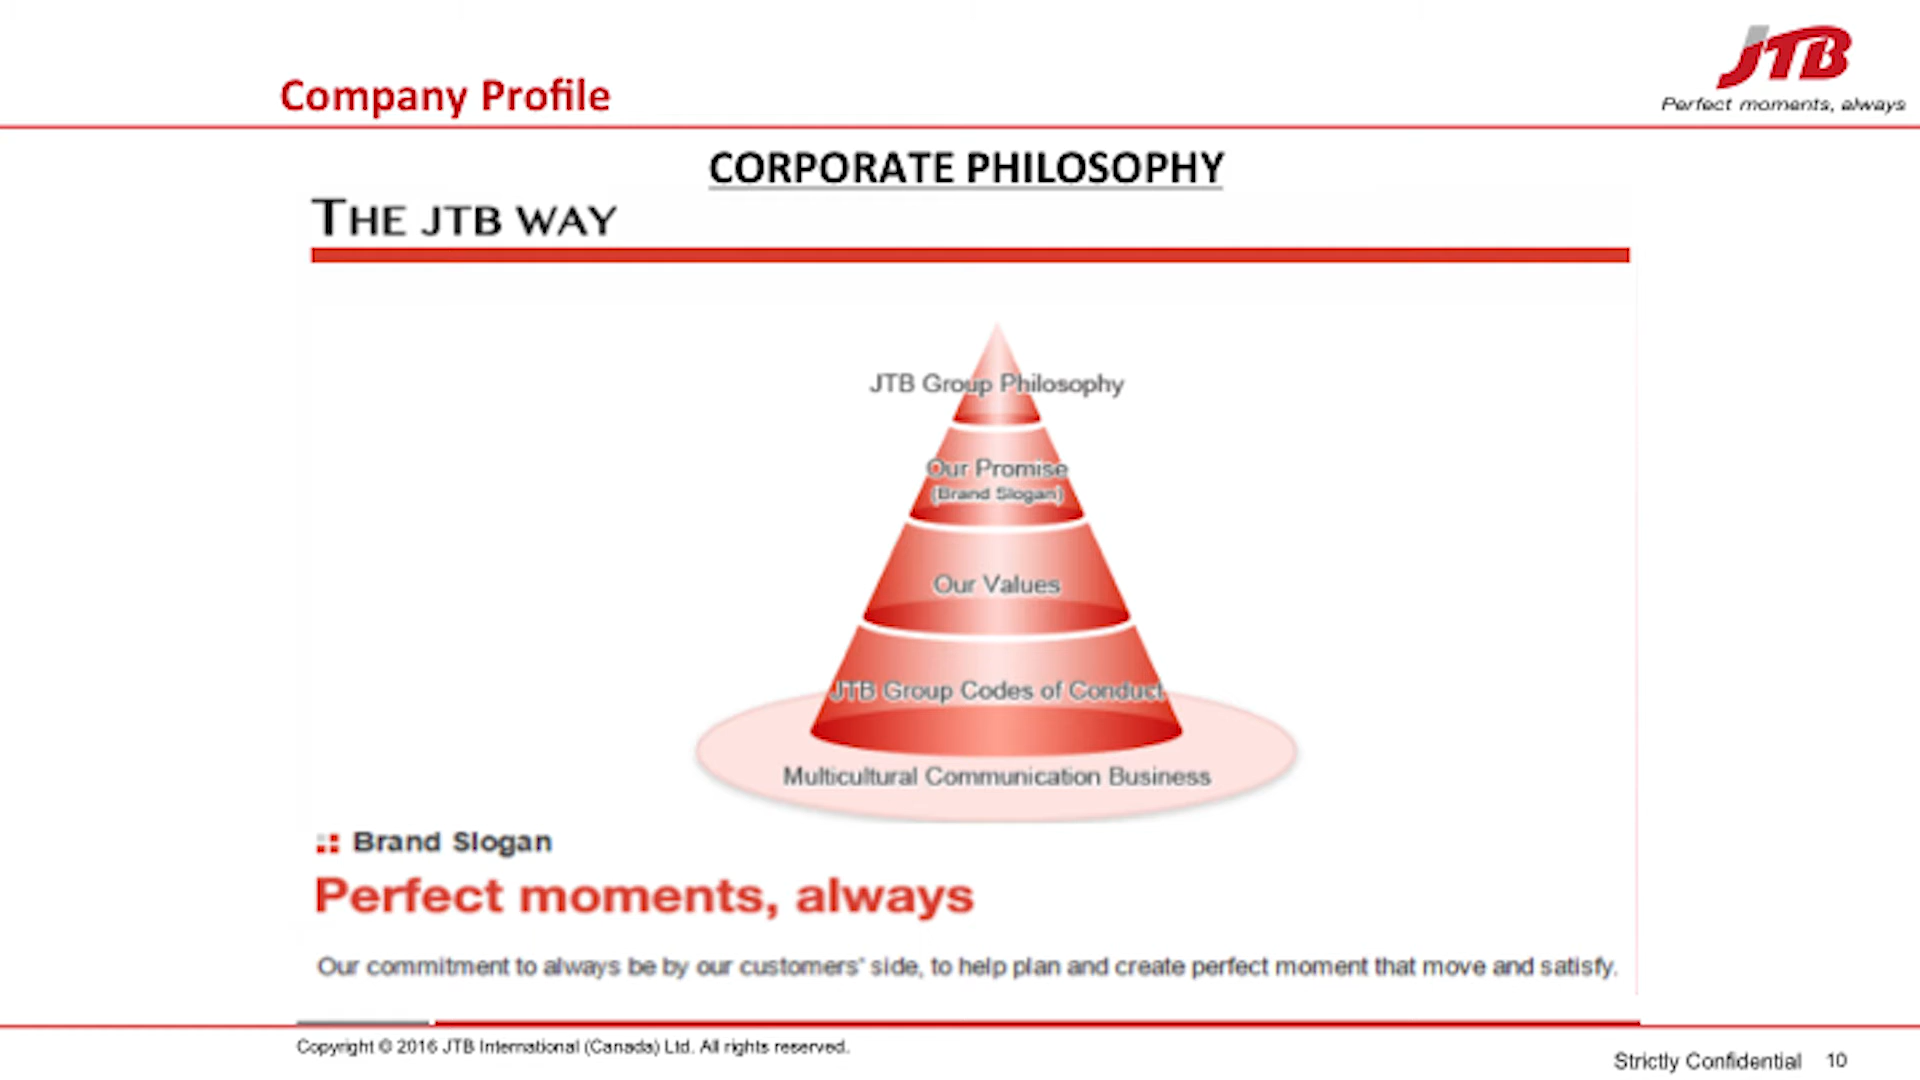 JTB
Perfect moments, always
Company Profile
CORPORATE PHILOSOPHY
THE JTB WAY
JTB Group Philosophy
Our Promise
(Brand Slogan)
Our Values
JTB Group Codes of Conduct
Multicultural Communication Business
Brand Slogan
Perfect moments, always
Our commitment to always be by our customers' side, to help plan and create perfect moment that move and satisfy.
Copyright © 2016 JTB International (Canada) Ltd. All rights reserved.
Strictly Confidential 10